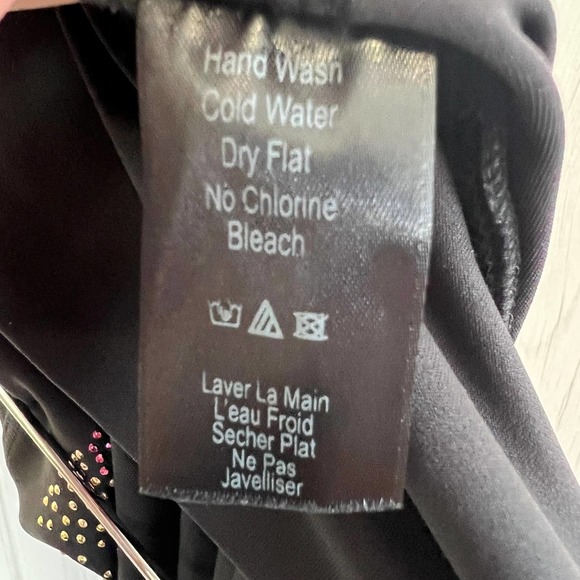 Hand Wash
Cold Water
Dry Flat
No Chlorine
Bleach
Laver La Main
L'eau Froid
Secher Plat
Ne Pas
Javelliser